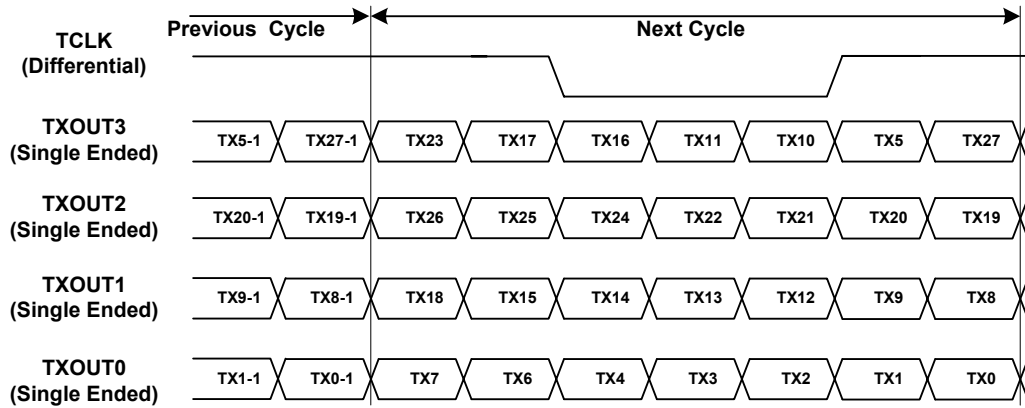 Previous Cycle
Next Cycle
TCLK
(Differential)
TXOUT3
(Single Ended)
TX5-1 TX27-1 TX23 TX17 TX16 TX11 TX10 TX5 TX27
TXOUT2
(Single Ended)
TX20-1 TX19-1 TX26 TX25 TX24 TX22 TX21 TX20 TX19
TXOUT1
(Single Ended)
TX9-1 TX8-1 TX18 TX15 TX14 TX13 TX12 TX9 TX8
TXOUT0
(Single Ended)
TX1-1 TX0-1 TX7 TX6 TX4 TX3 TX2 TX1 TX0